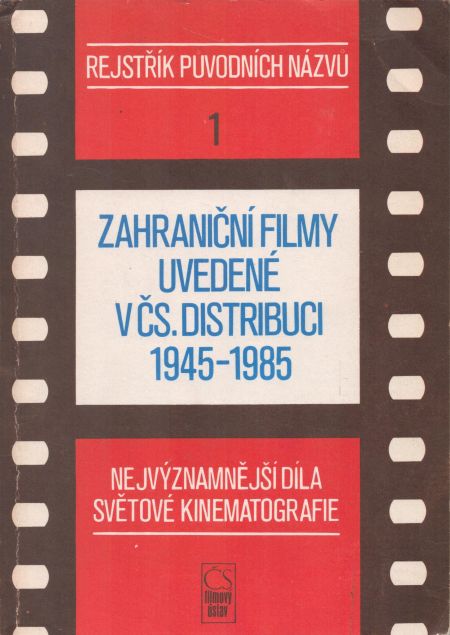 REJSTŘÍK PŮVODNÍCH NÁZVŮ
1
ZAHRANIČNÍ FILMY
UVEDENÉ
V ČS. DISTRIBUCI
1945-1985
NEJVÝZNAMNĚJŠÍ DÍLA
SVĚTOVÉ KINEMATOGRAFIE
ČS
filmový
ústav